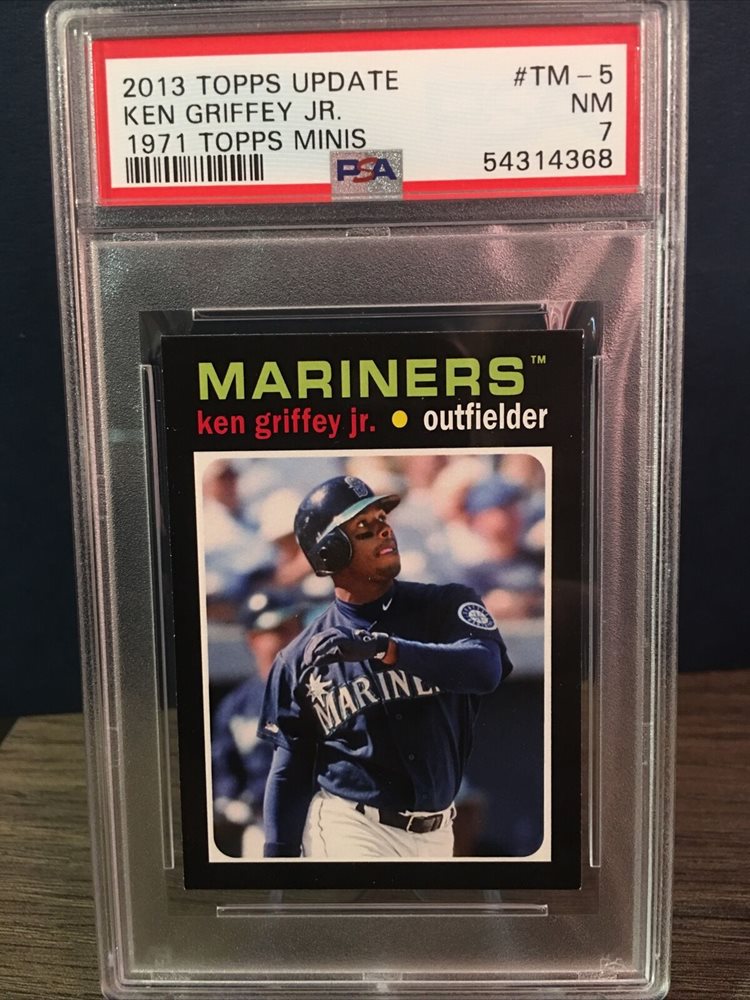 2013 TOPPS UPDATE #TM-5
KEN GRIFFEY JR. NM
1971 TOPPS MINIS 7
PSA 54314368
MARINERS™
ken griffey jr. • outfielder
S
MARINE